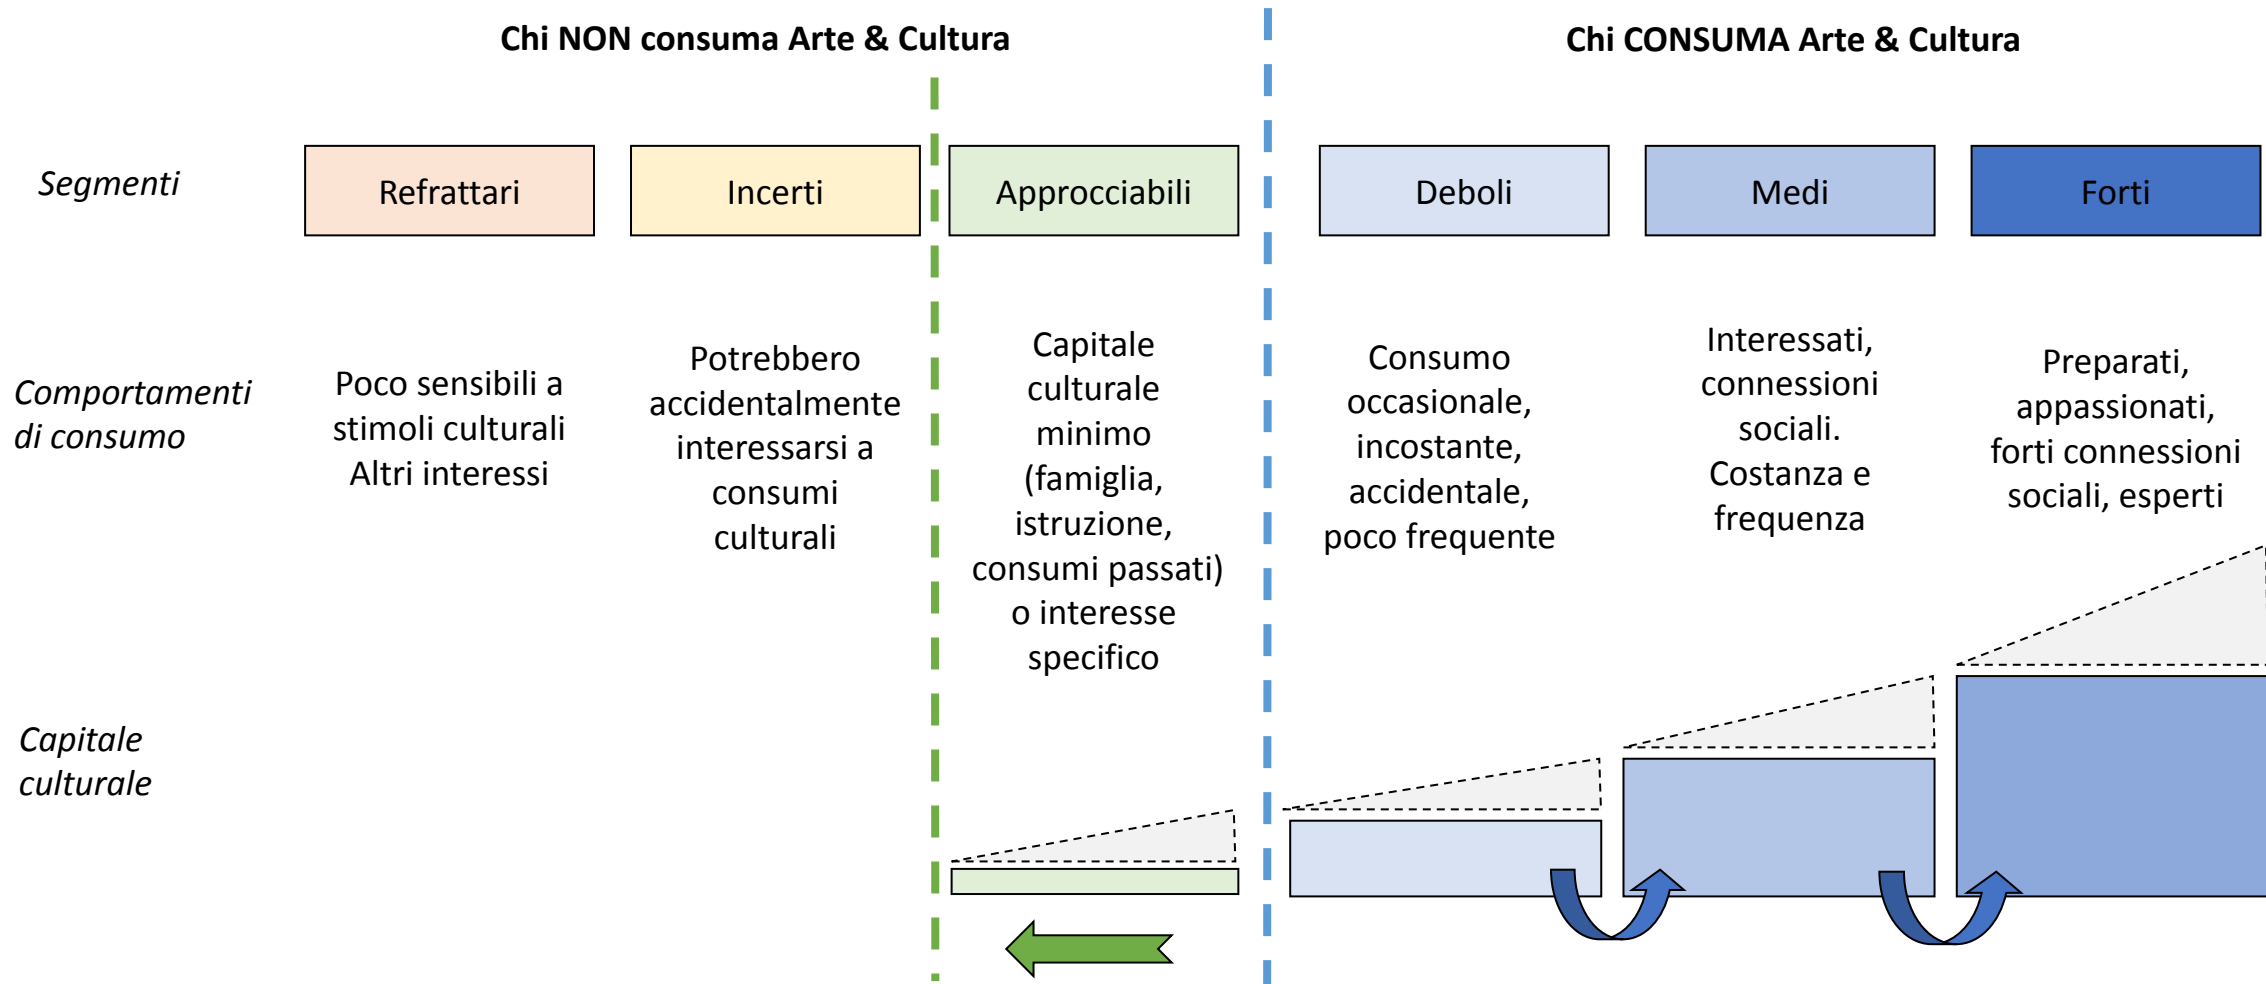 Chi NON consuma Arte & Cultura
Chi CONSUMA Arte & Cultura
Segmenti
Refrattari
Incerti
Approcciabili
Deboli
Medi
Forti
Comportamenti
di consumo
Poco sensibili a
stimoli culturali
Altri interessi
Potrebbero
accidentalmente
interessarsi a
consumi
culturali
Capitale
culturale
minimo
(famiglia,
istruzione,
consumi passati)
o interesse
specifico
Consumo
occasionale,
incostante,
accidentale,
poco frequente
Interessati,
connessioni
sociali.
Costanza e
frequenza
Preparati,
appassionati,
forti connessioni
sociali, esperti
Capitale
culturale